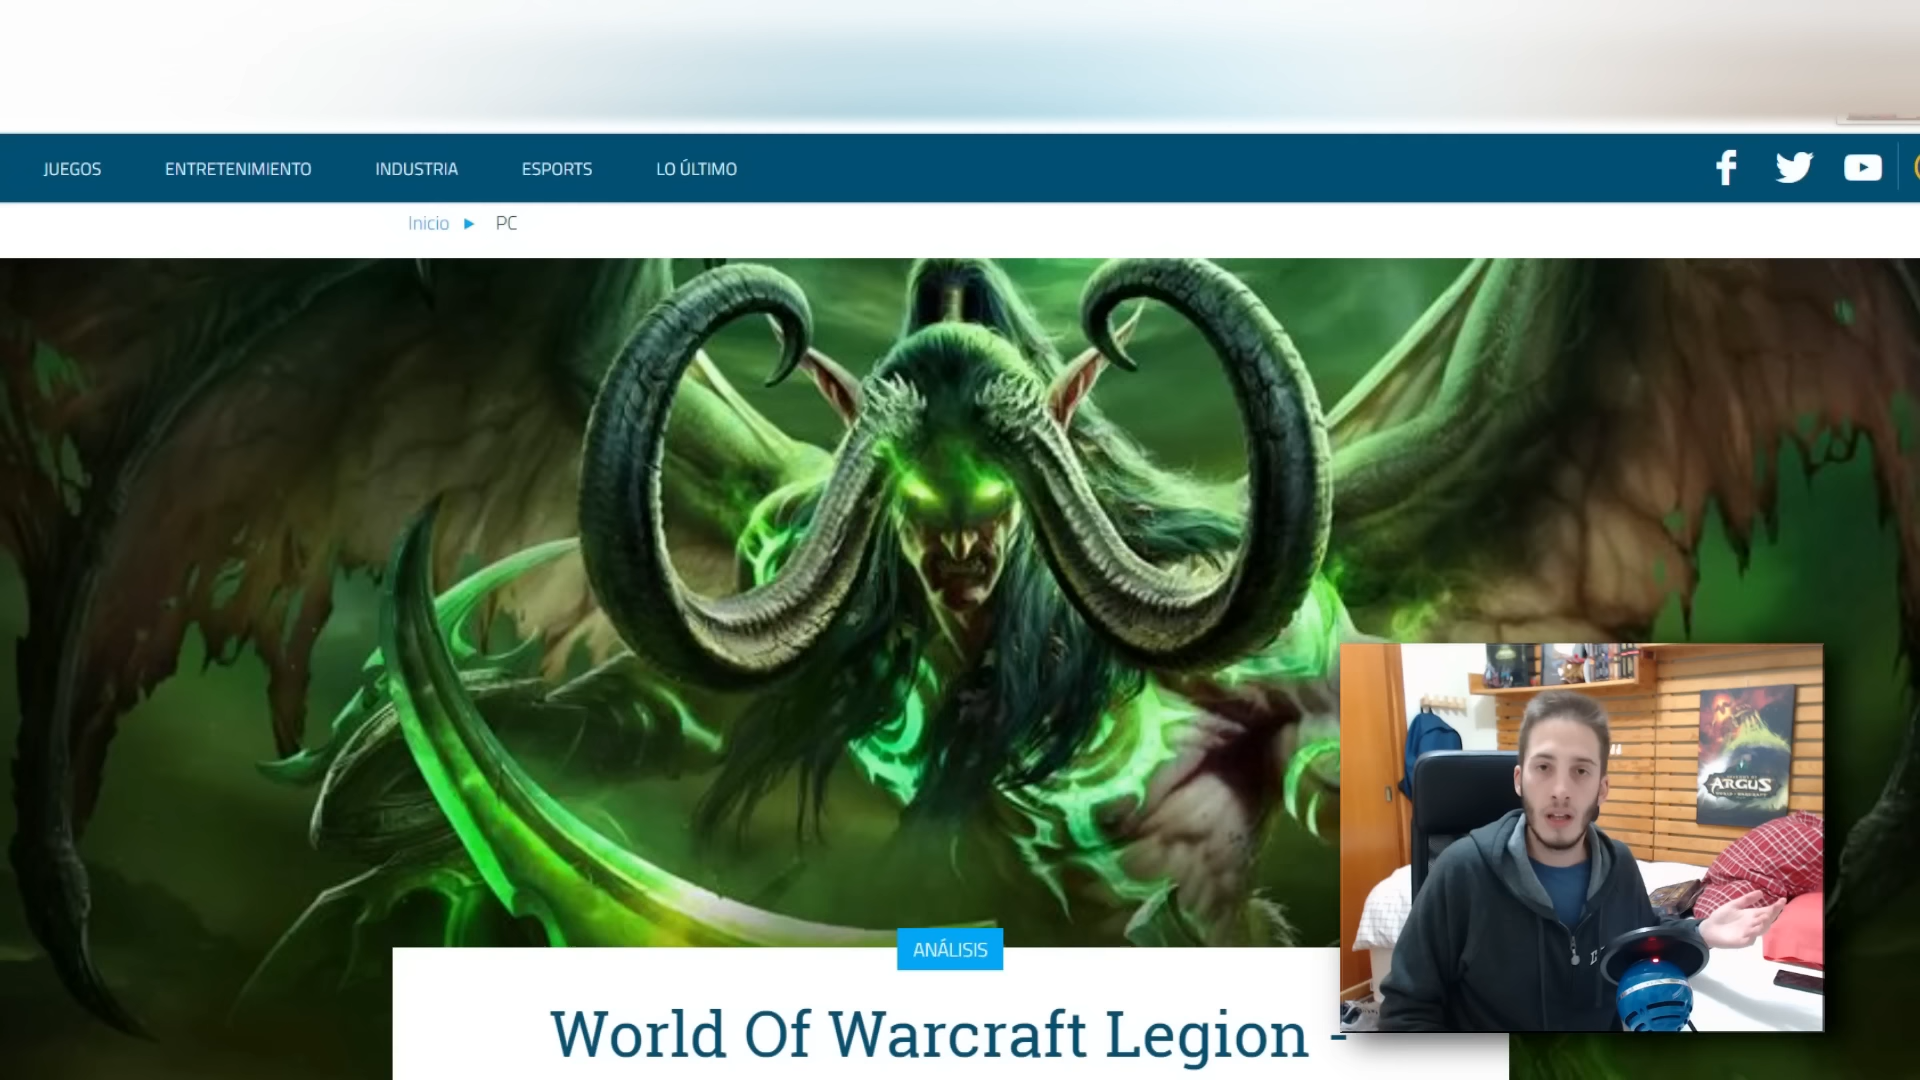 JUEGOS ENTRETENIMIENTO INDUSTRIA ESPORTS LO ÚLTIMO
Inicio ► PC
ANÁLISIS
World Of Warcraft Legion -
ARGUS